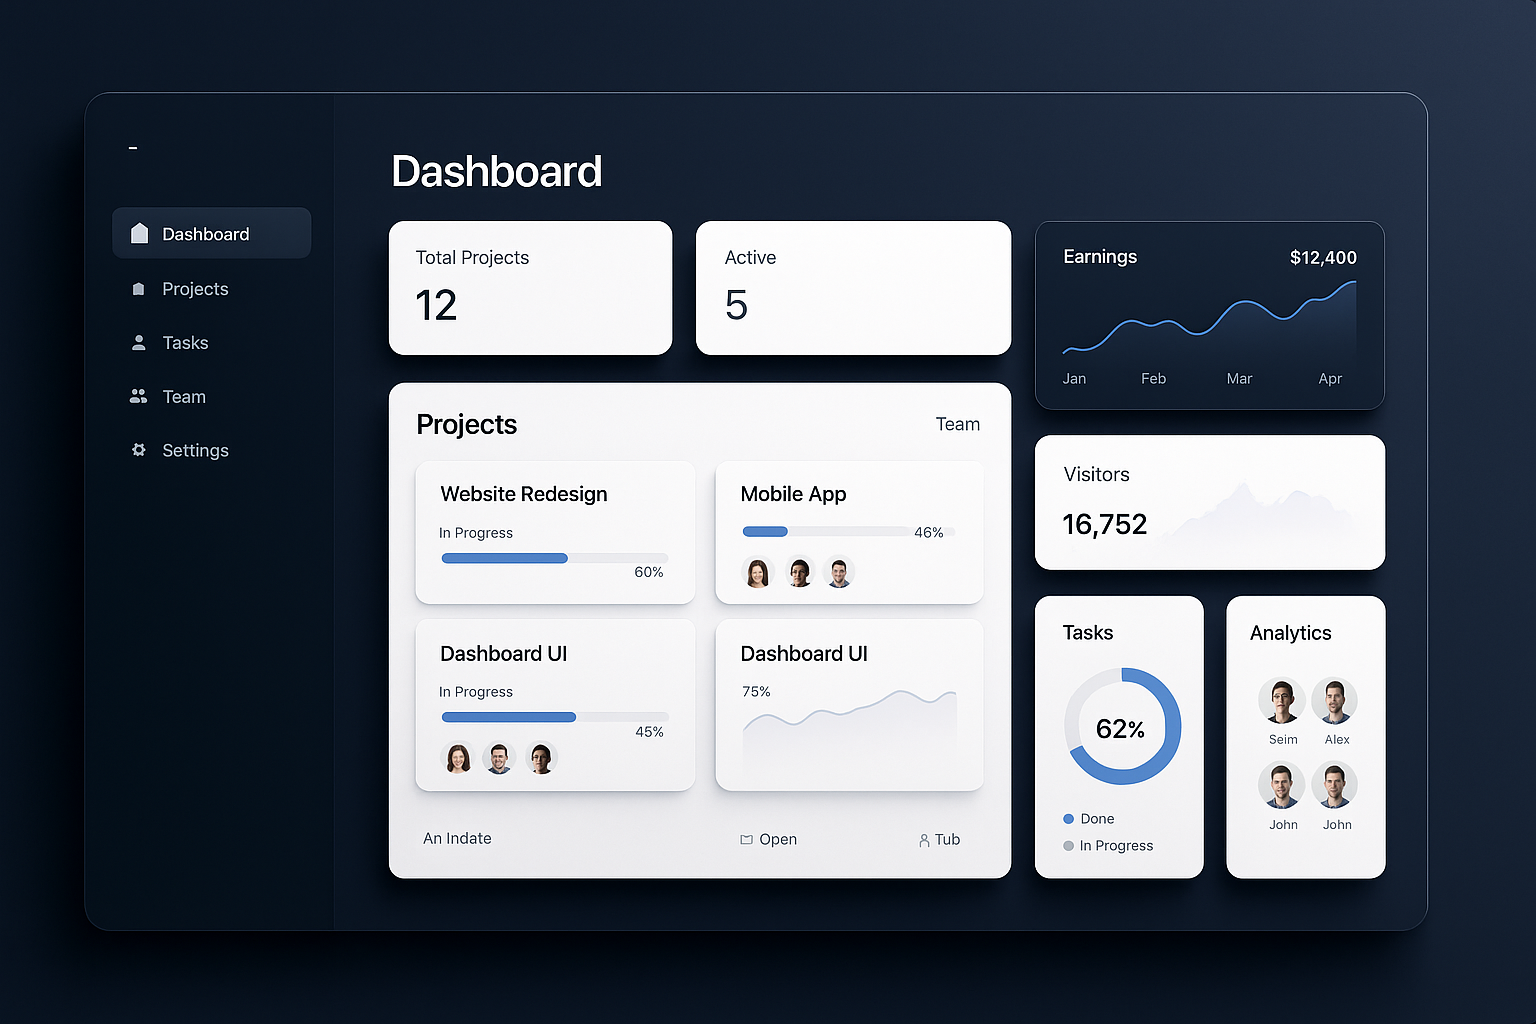 Dashboard
Projects
Tasks
Team
Settings
Dashboard
Total Projects
12
Active
5
Projects
Team
Website Redesign
In Progress
60%
Mobile App
46%
Dashboard UI
In Progress
45%
Dashboard UI
75%
An Indate
Open
Tub
Earnings
$12,400
Jan Feb Mar Apr
Visitors
16,752
Tasks
62%
Done
In Progress
Analytics
Seim Alex
John John